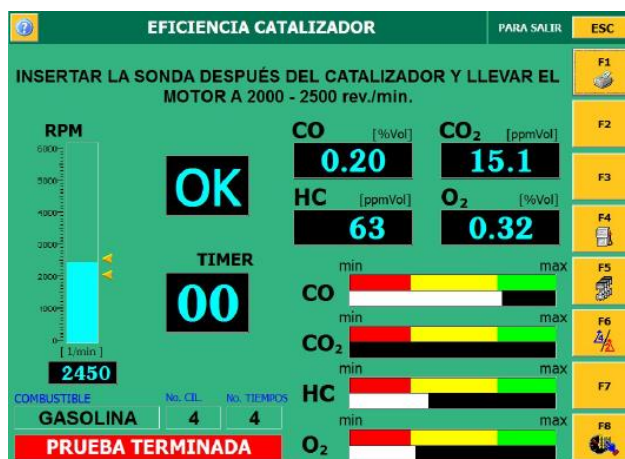 EFICIENCIA CATALIZADOR
PARA SALIR
ESC
INSERTAR LA SONDA DESPUÉS DEL CATALIZADOR Y LLEVAR EL
MOTOR A 2000 - 2500 rev./min.
F1
F2
F3
F4
F5
F6
F7
F8
RPM
6000
5000
4000
3000
2000
1000
0
[ 1/min ]
2450
OK
TIMER
00
CO [%Vol]
0.20
CO₂ [ppmVol]
15.1
HC [ppmVol]
63
O₂ [%Vol]
0.32
min max
CO
min max
CO₂
min max
HC
min max
O₂
COMBUSTIBLE No. CIL. No. TIEMPOS
GASOLINA 4 4
PRUEBA TERMINADA